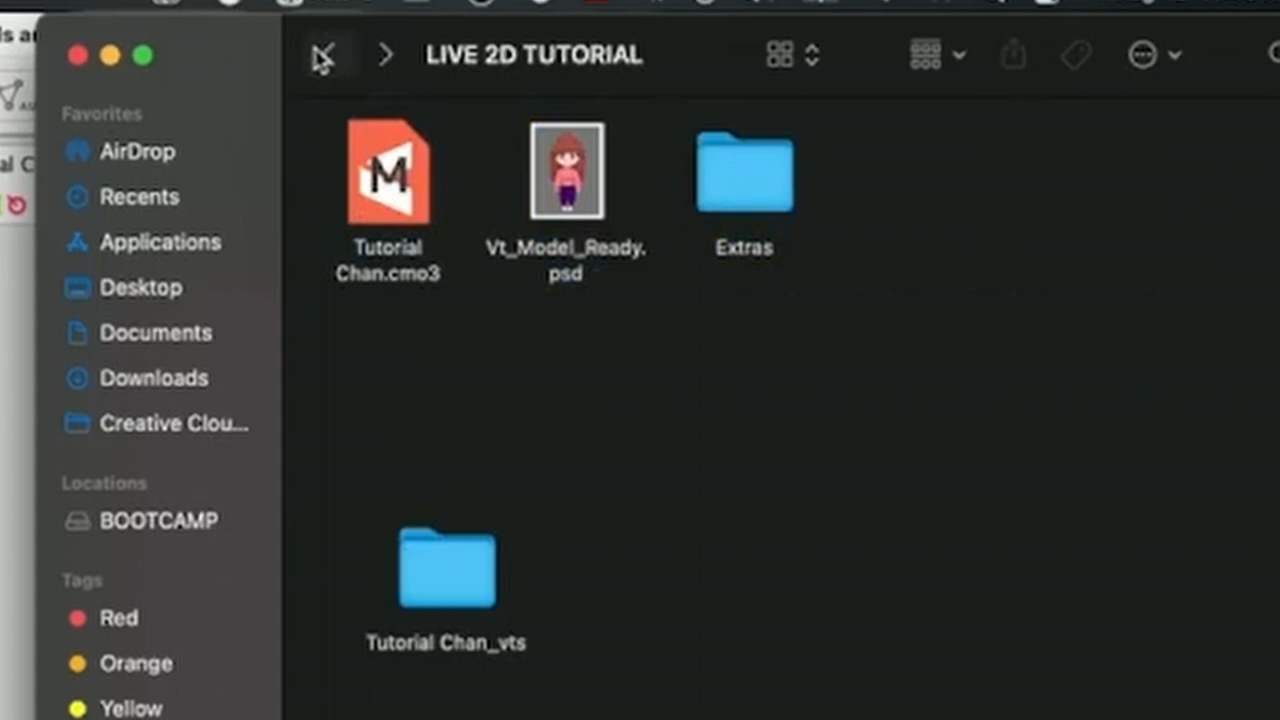 LIVE 2D TUTORIAL
Favorites
AirDrop
Recents
Applications
Desktop
Documents
Downloads
Creative Clou...
Locations
BOOTCAMP
Tags
Red
Orange
Yellow
M
Tutorial
Chan.cmo3
Vt_Model_Ready.
psd
Extras
Tutorial Chan_vts